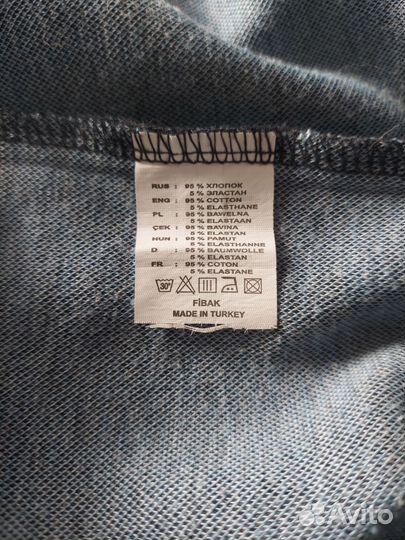 RUS : 95 % ХЛОПОК
5 % ЭЛАСТАН
ENG : 95 % COTTON
5 % ELASTHANE
PL : 95 % BAWELNA
5 % ELASTAAN
ÇEK : 95 % BAVINA
5 % ELASTAN
HUN : 95 % PAMUT
5 % ELASTHANNE
D : 95 % BAUMWOLLE
5 % ELASTAN
FR : 95 % COTON
5 % ELASTANE
30°
FİBAK
MADE IN TURKEY
Avito